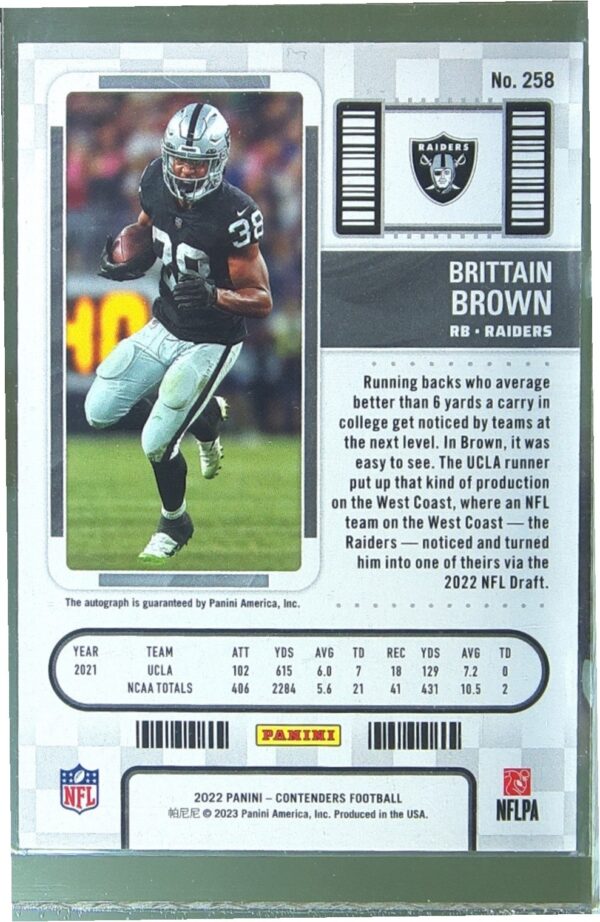 No. 258
RAIDERS
BRITTAIN
BROWN
RB • RAIDERS
38
Running backs who average
better than 6 yards a carry in
college get noticed by teams at
the next level. In Brown, it was
easy to see. The UCLA runner
put up that kind of production
on the West Coast, where an NFL
team on the West Coast — the
Raiders — noticed and turned
him into one of theirs via the
2022 NFL Draft.
The autograph is guaranteed by Panini America, Inc.
YEAR TEAM ATT YDS AVG TD REC YDS AVG TD
2021 UCLA 102 615 6.0 7 18 129 7.2 0
NCAA TOTALS 406 2284 5.6 21 41 431 10.5 2
PANINI
NFL
2022 PANINI – CONTENDERS FOOTBALL
帕尼尼 © 2023 Panini America, Inc. Produced in the USA.
NFLPA